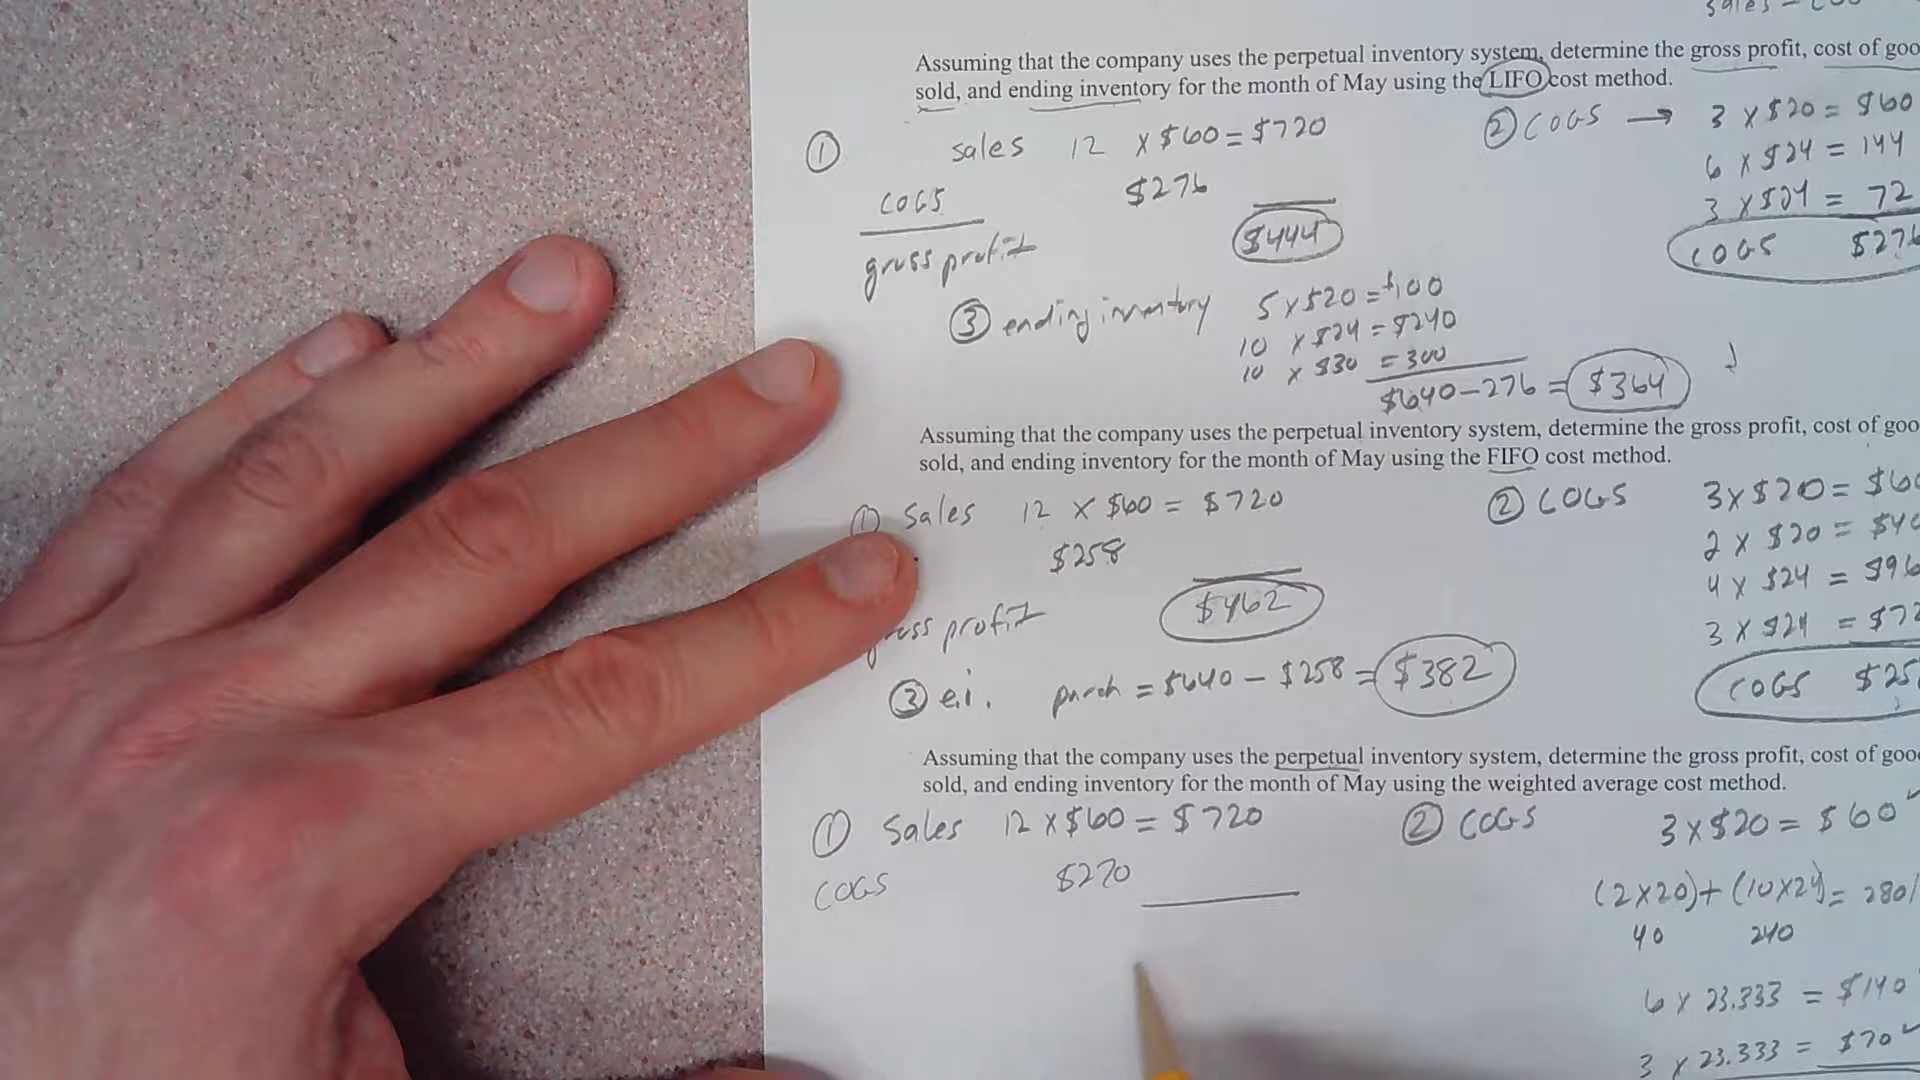 sales – CO
Assuming that the company uses the perpetual inventory system, determine the gross profit, cost of goo
sold, and ending inventory for the month of May using the LIFO cost method.
① sales 12 x $60 = $720
COGS $276
gross profit $444
② COGS → 3 x $20 = $60
6 x $24 = 144
3 x $24 = 72
COGS $276
③ ending inventory 5 x $20 = $100
10 x $24 = $240
10 x $30 = 300
$640 – 276 = $364
Assuming that the company uses the perpetual inventory system, determine the gross profit, cost of goo
sold, and ending inventory for the month of May using the FIFO cost method.
① Sales 12 x $60 = $720
$258
ss profit $462
② COGS 3 x $20 = $60
2 x $20 = $40
4 x $24 = $96
3 x $24 = $72
COGS $25
③ e.i. purch = $640 – $258 = $382
Assuming that the company uses the perpetual inventory system, determine the gross profit, cost of goo
sold, and ending inventory for the month of May using the weighted average cost method.
① Sales 12 x $60 = $720
COGS $270
② COGS 3 x $20 = $60
(2x20) + (10x24) = 280/
40 240
6 x 23.333 = $140
3 x 23.333 = $70